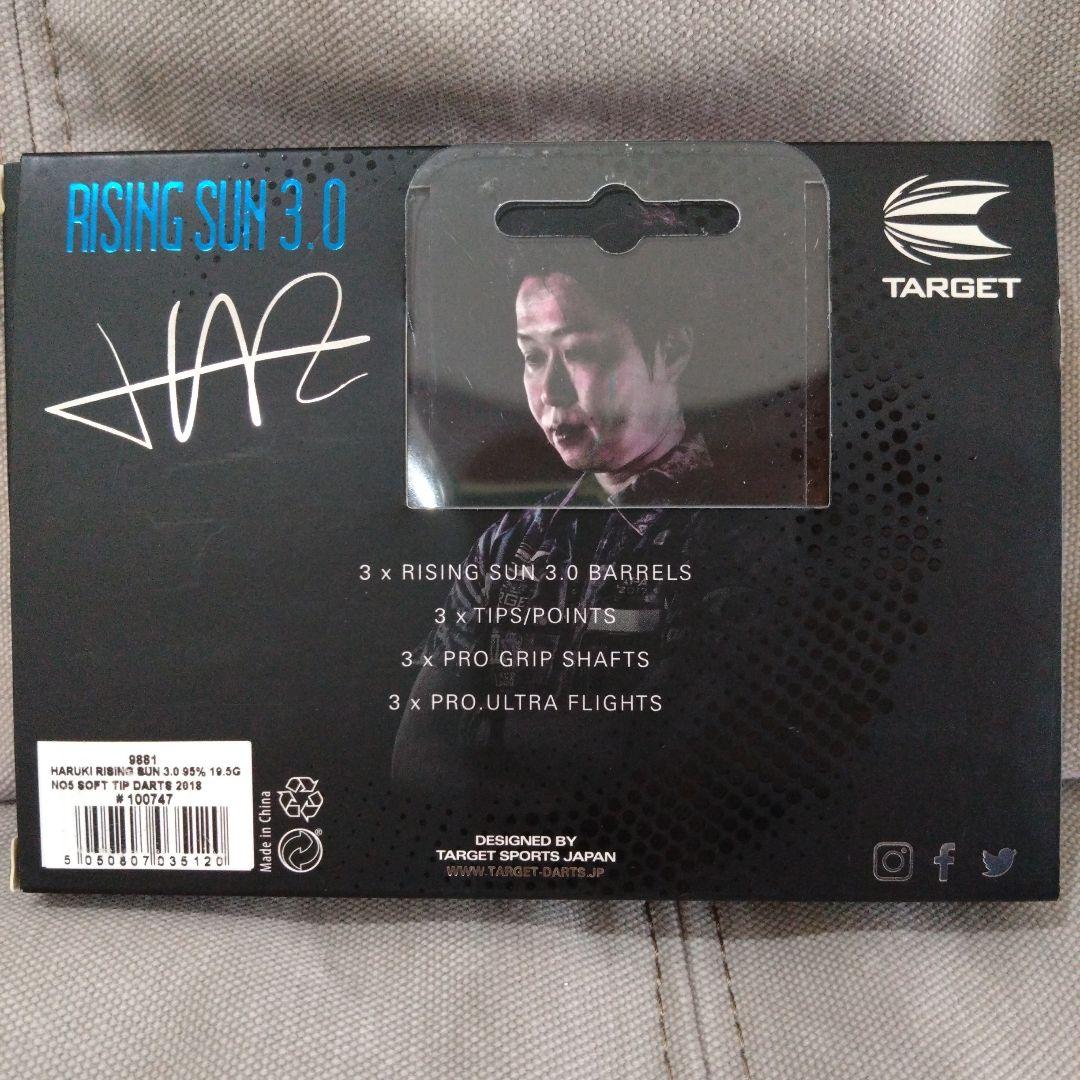 RISING SUN 3.0
TARGET
3 x RISING SUN 3.0 BARRELS
3 x TIPS/POINTS
3 x PRO GRIP SHAFTS
3 x PRO.ULTRA FLIGHTS
9881
HARUKI RISING SUN 3.0 95% 19.5G
NO5 SOFT TIP DARTS 2018
#100747
5 050807 035120
Made in China
DESIGNED BY
TARGET SPORTS JAPAN
WWW.TARGET-DARTS.JP